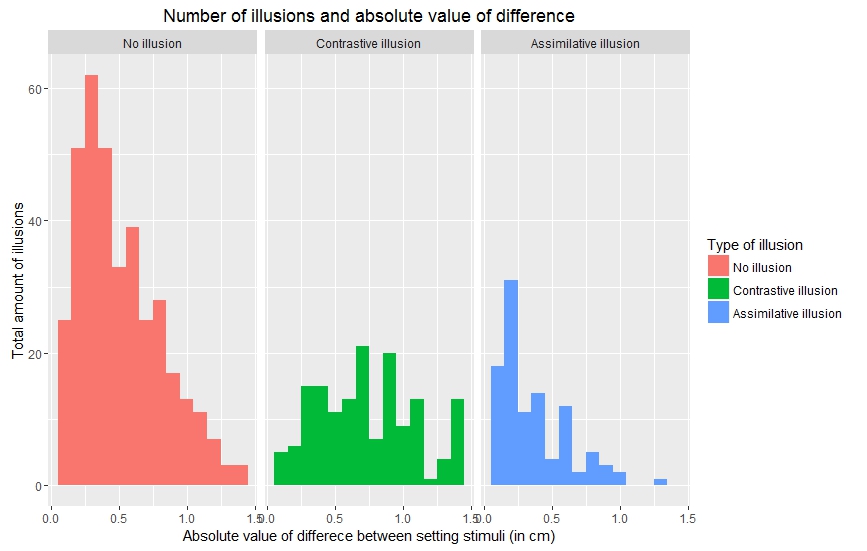 Number of illusions and absolute value of difference
No illusion
Contrastive illusion
Assimilative illusion
60
40
20
0
Total amount of illusions
0.0 0.5 1.0 1.5
0.0 0.5 1.0 1.5
0.0 0.5 1.0 1.5
Absolute value of differece between setting stimuli (in cm)
Type of illusion
No illusion
Contrastive illusion
Assimilative illusion